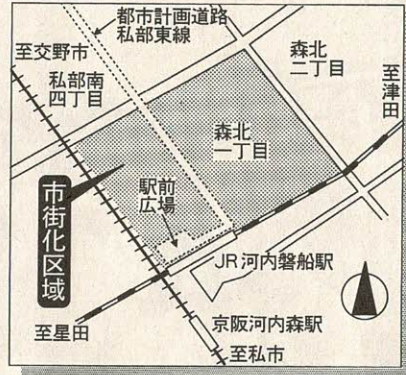 都市計画道路
私部東線
至交野市
私部南
四丁目
森北
二丁目
至津田
森北
一丁目
駅前
広場
市街化区域
JR河内磐船駅
京阪河内森駅
至星田
至私市